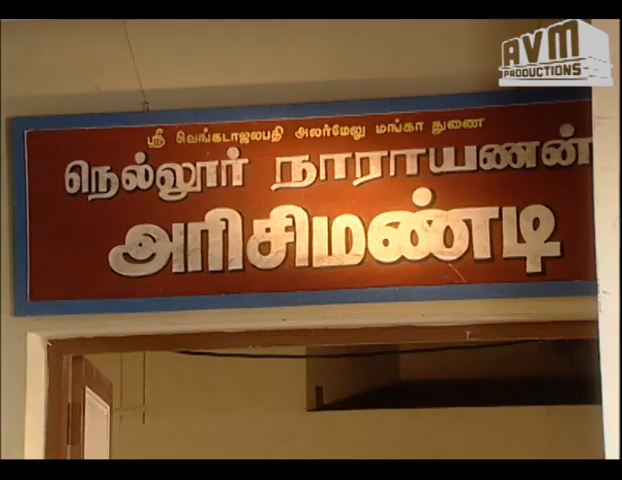 AVM
PRODUCTIONS
ஸ்ரீ வெங்கடாஜலபதி அலர்மேலு மங்கா துணை
நெல்லூர் நாராயணன்
அரிசிமண்டி